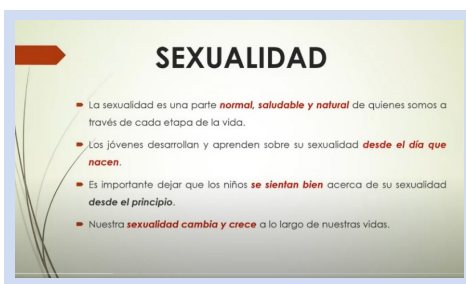 SEXUALIDAD
La sexualidad es una parte normal, saludable y natural de quienes somos a
través de cada etapa de la vida.
Los jóvenes desarrollan y aprenden sobre su sexualidad desde el día que
nacen.
Es importante dejar que los niños se sientan bien acerca de su sexualidad
desde el principio.
Nuestra sexualidad cambia y crece a lo largo de nuestras vidas.